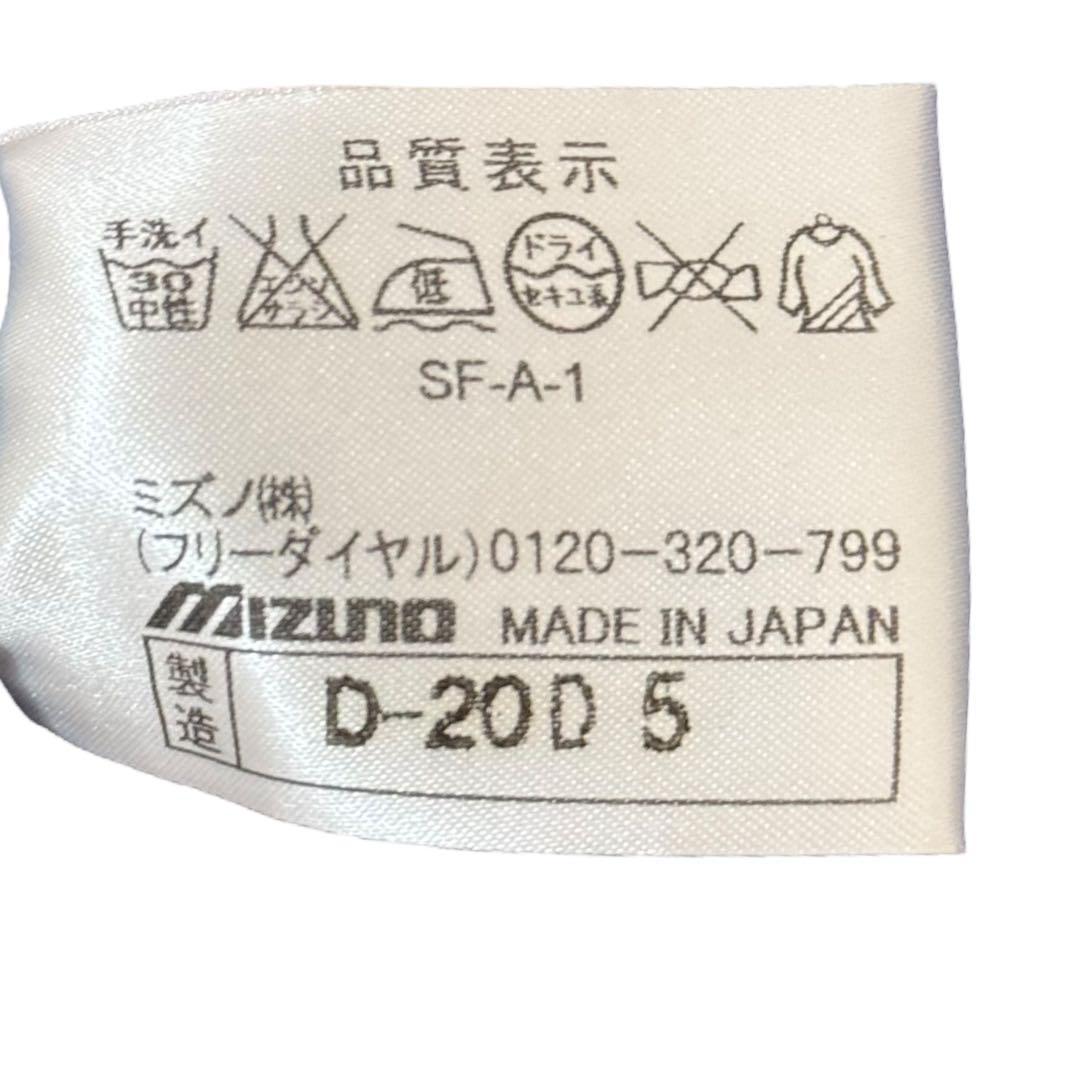 品質表示
手洗イ
30
中性
エンソ
サラシ
低
ドライ
セキユ系
SF-A-1
ミズノ㈱
(フリーダイヤル)0120-320-799
MIZUNO MADE IN JAPAN
製造 D-20D 5